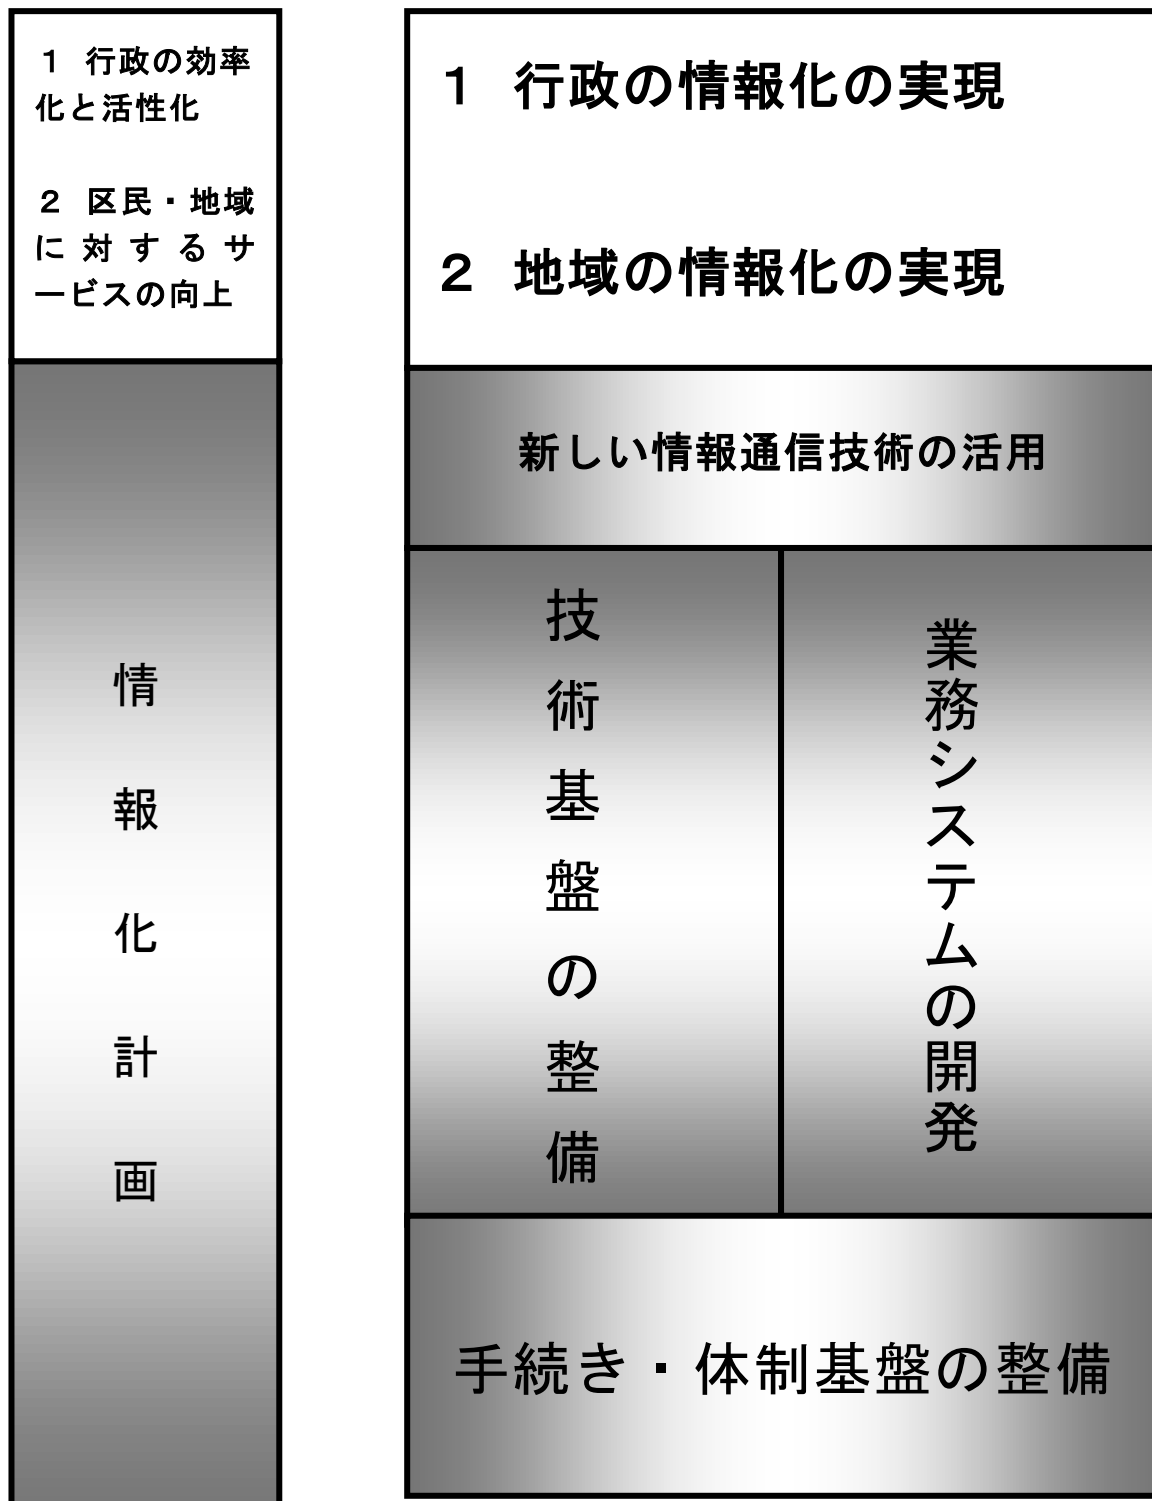 １ 行政の効率
化と活性化
２ 区民・地域
に対するサ
ービスの向上
情報化計画
１ 行政の情報化の実現
２ 地域の情報化の実現
新しい情報通信技術の活用
技術基盤の整備
業務システムの開発
手続き・体制基盤の整備